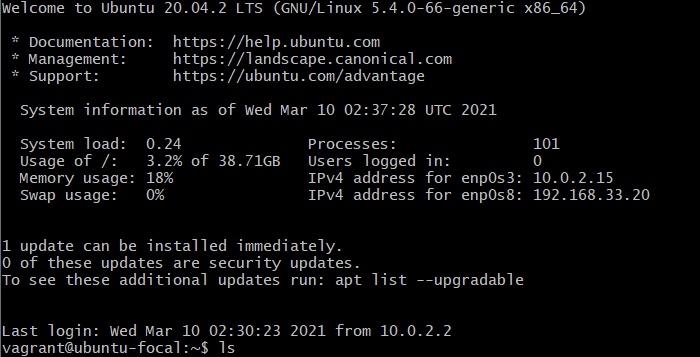 Welcome to Ubuntu 20.04.2 LTS (GNU/Linux 5.4.0-66-generic x86_64)
* Documentation: https://help.ubuntu.com
* Management: https://landscape.canonical.com
* Support: https://ubuntu.com/advantage
System information as of Wed Mar 10 02:37:28 UTC 2021
System load: 0.24 Processes: 101
Usage of /: 3.2% of 38.71GB Users logged in: 0
Memory usage: 18% IPv4 address for enp0s3: 10.0.2.15
Swap usage: 0% IPv4 address for enp0s8: 192.168.33.20
1 update can be installed immediately.
0 of these updates are security updates.
To see these additional updates run: apt list --upgradable
Last login: Wed Mar 10 02:30:23 2021 from 10.0.2.2
vagrant@ubuntu-focal:~$ ls